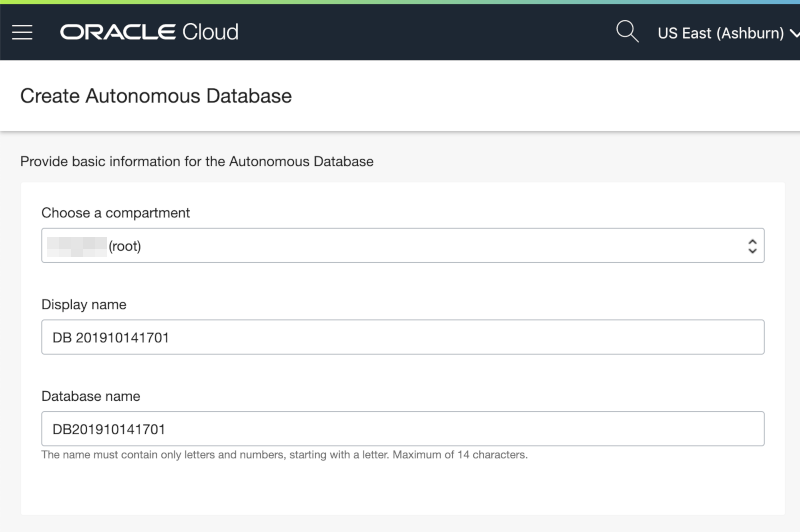 ORACLE Cloud
US East (Ashburn)
Create Autonomous Database
Provide basic information for the Autonomous Database
Choose a compartment
(root)
Display name
DB 201910141701
Database name
DB201910141701
The name must contain only letters and numbers, starting with a letter. Maximum of 14 characters.